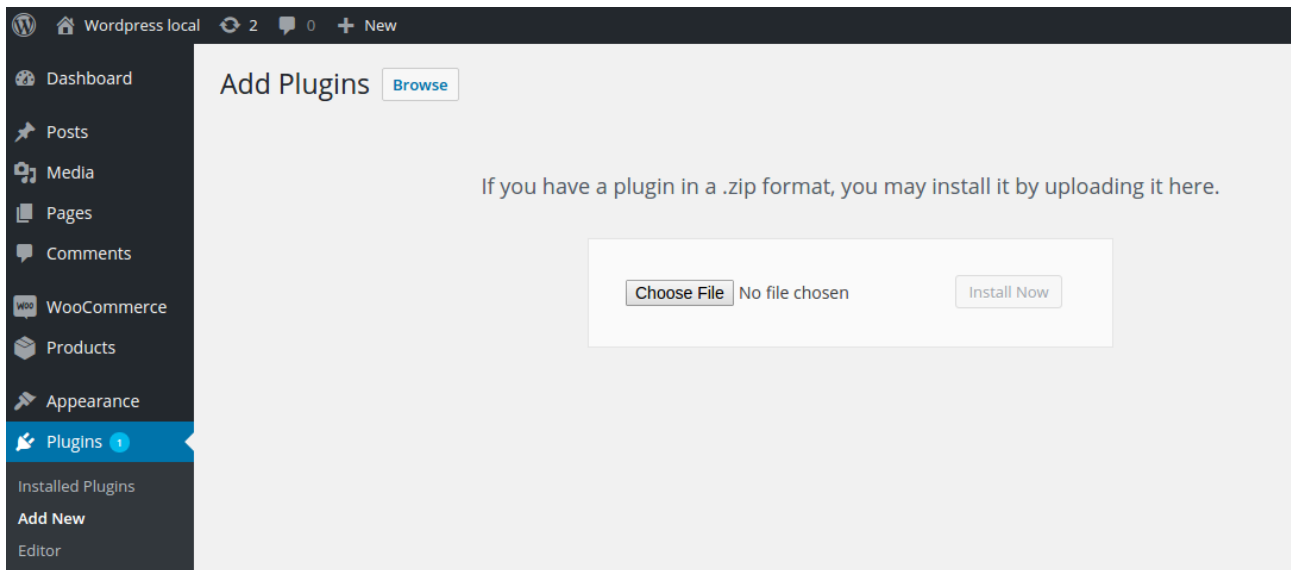 Wordpress local 2 0 New
Dashboard
Posts
Media
Pages
Comments
WOO WooCommerce
Products
Appearance
Plugins 1
Installed Plugins
Add New
Editor
Add Plugins Browse
If you have a plugin in a .zip format, you may install it by uploading it here.
Choose File No file chosen Install Now